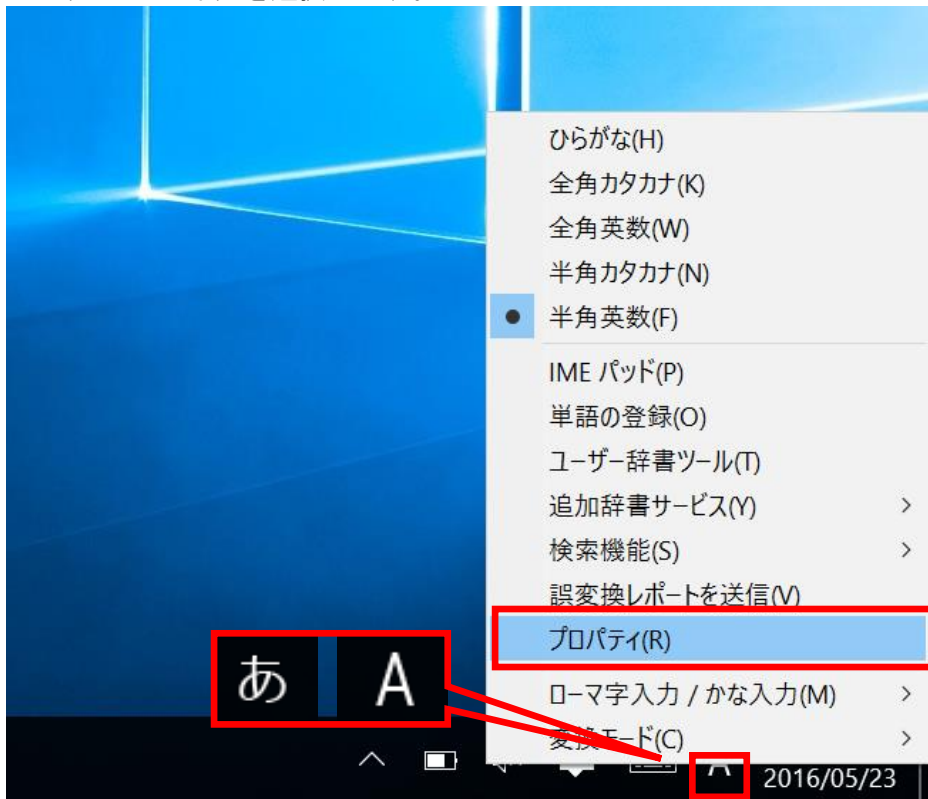 ひらがな(H)
全角カタカナ(K)
全角英数(W)
半角カタカナ(N)
半角英数(F)
IME パッド(P)
単語の登録(O)
ユーザー辞書ツール(T)
追加辞書サービス(Y)
検索機能(S)
誤変換レポートを送信(V)
プロパティ(R)
ローマ字入力 / かな入力(M)
変換モード(C)
あ A
A
2016/05/23